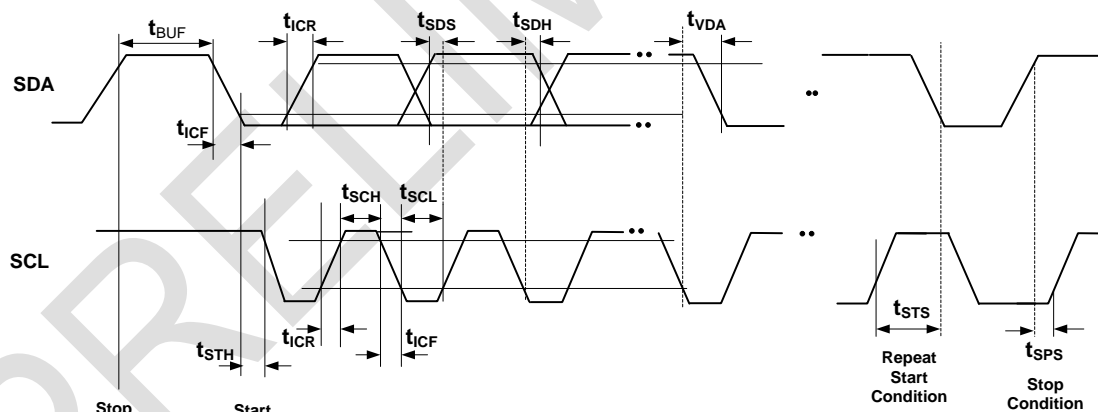 tBUF
tICR
tSDS
tSDH
tVDA
SDA
tICF
tSCH
tSCL
SCL
tSTH
tICR
tICF
tSTS
tSPS
Repeat
Start
Condition
Stop
Condition
Stop
Start
PRELIM